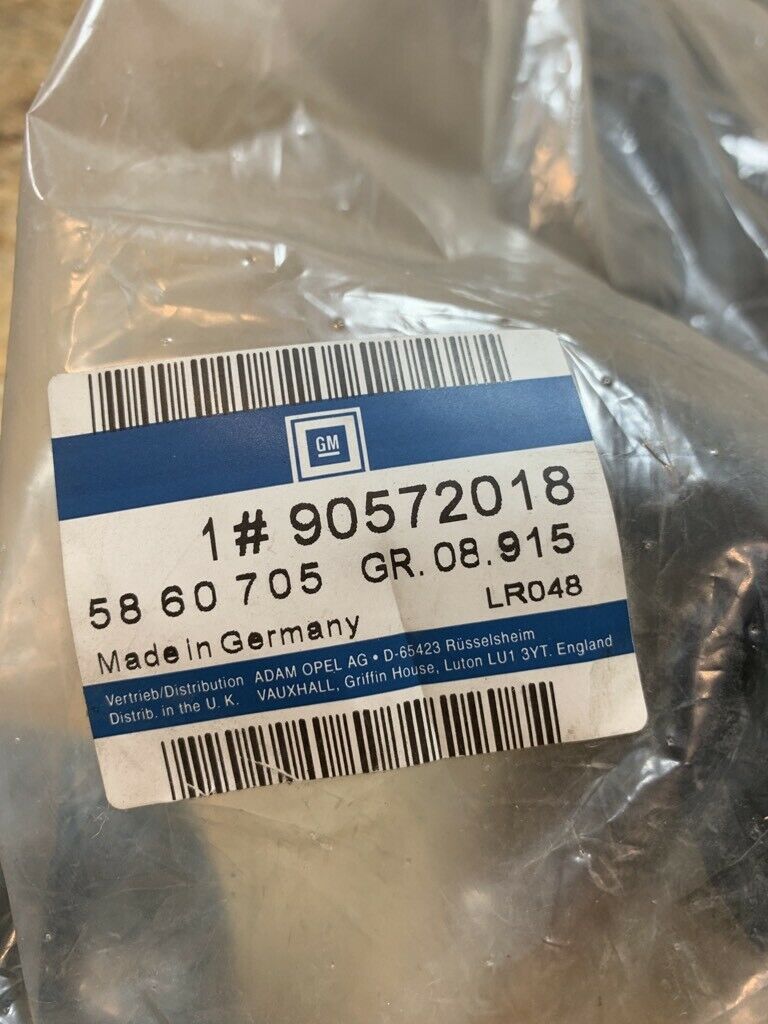 GM
1# 90572018
58 60 705 GR. 08.915
LR048
Made in Germany
Vertrieb/Distribution ADAM OPEL AG • D-65423 Rüsselsheim
Distrib. in the U. K. VAUXHALL, Griffin House, Luton LU1 3YT. England